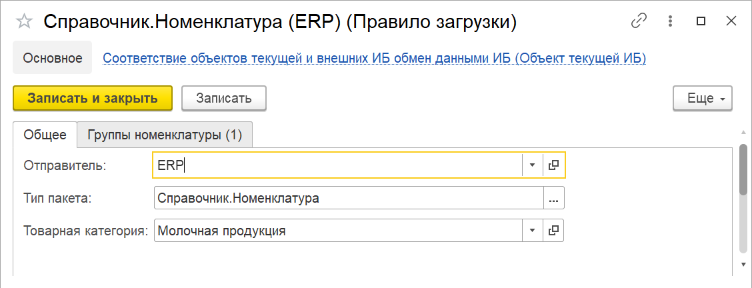 Справочник.Номенклатура (ERP) (Правило загрузки)
Основное Соответствие объектов текущей и внешних ИБ обмен данными ИБ (Объект текущей ИБ)
Записать и закрыть Записать Еще
Общее Группы номенклатуры (1)
Отправитель: ERP
Тип пакета: Справочник.Номенклатура ...
Товарная категория: Молочная продукция